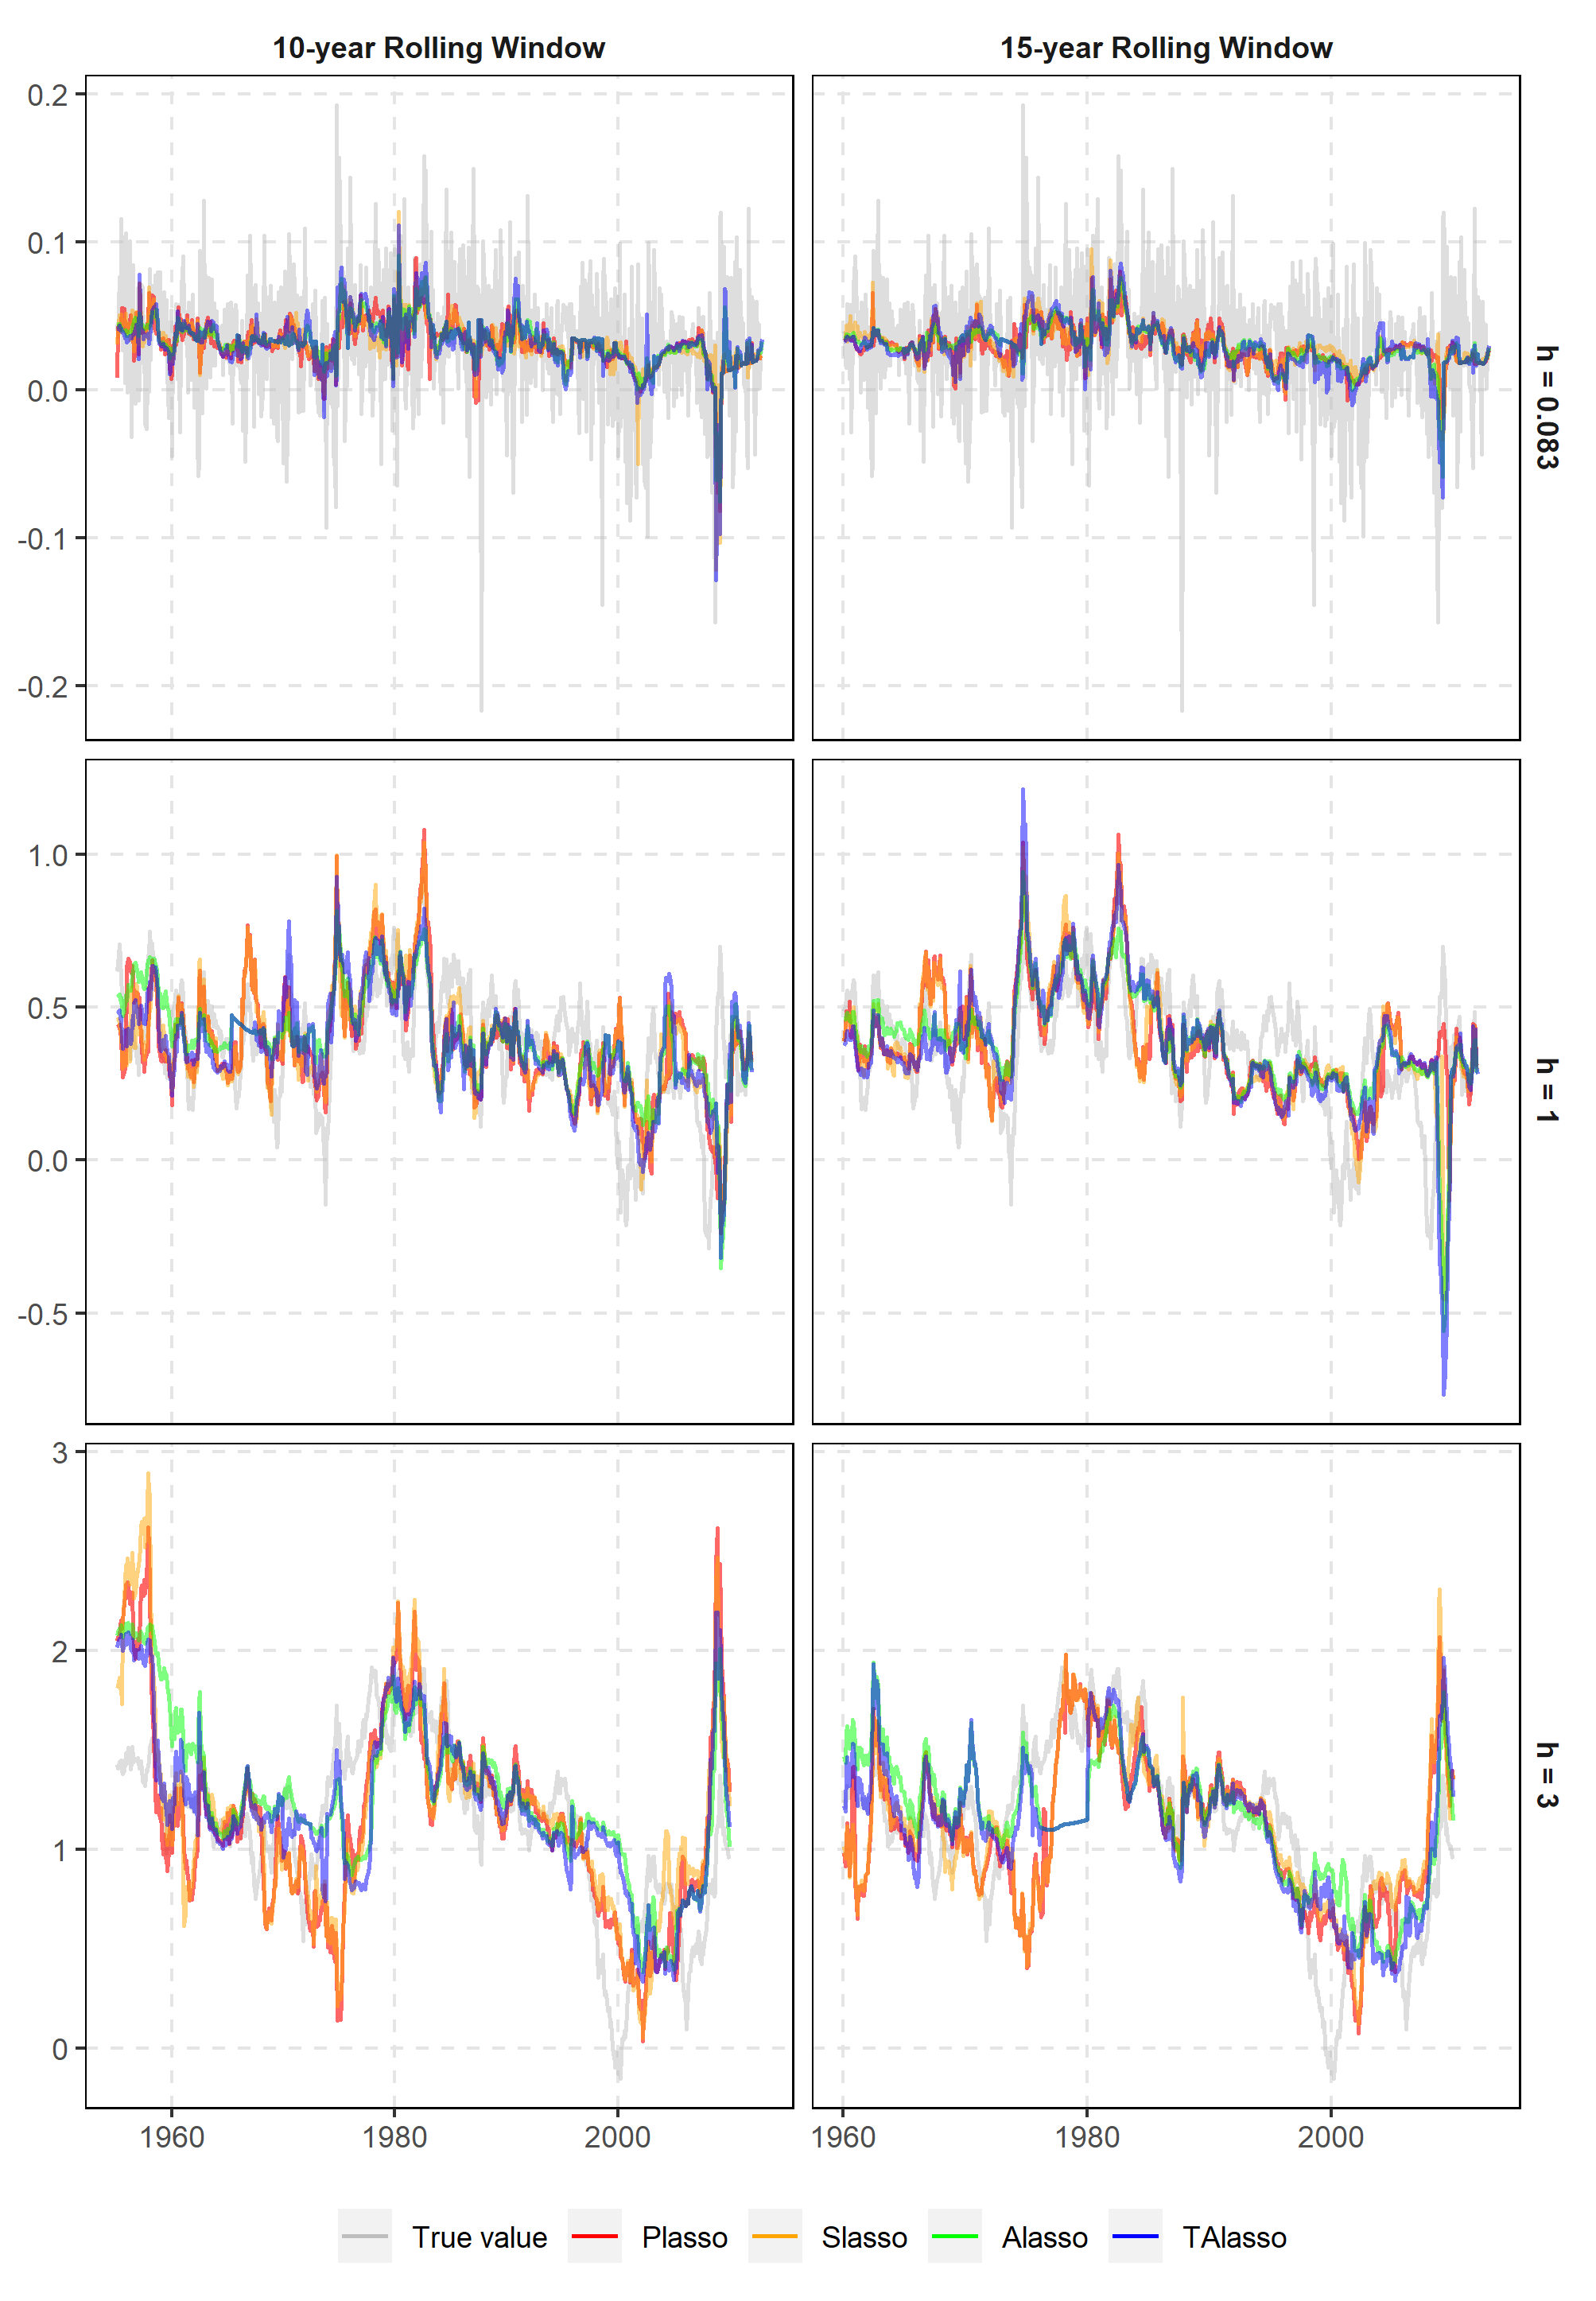 10-year Rolling Window
15-year Rolling Window
0.2
0.1
0.0
-0.1
-0.2
h = 0.083
1.0
0.5
0.0
-0.5
h = 1
3
2
1
0
h = 3
1960
1980
2000
1960
1980
2000
True value
Plasso
Slasso
Alasso
TAlasso